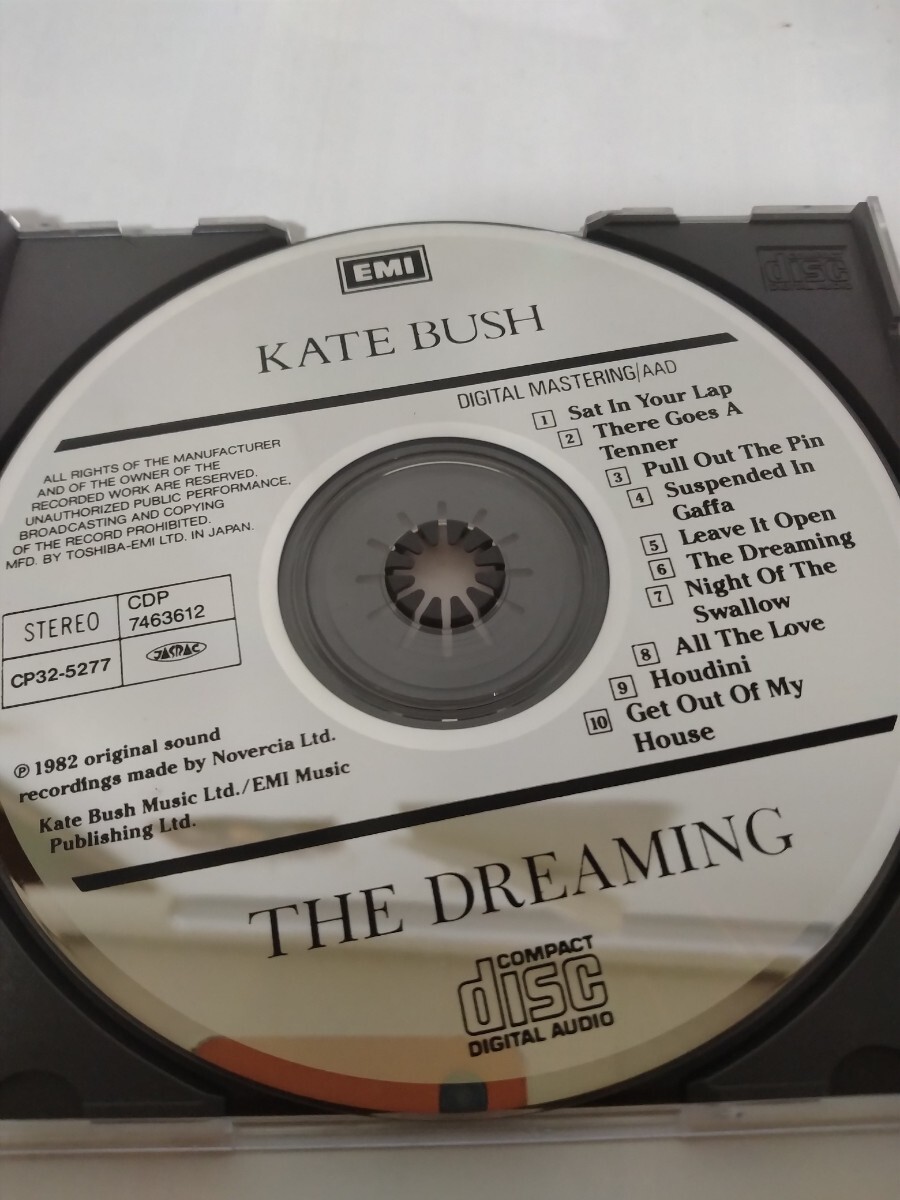 EMI
KATE BUSH
DIGITAL MASTERING/AAD
1 Sat In Your Lap
2 There Goes A
Tenner
3 Pull Out The Pin
4 Suspended In
Gaffa
5 Leave It Open
6 The Dreaming
7 Night Of The
Swallow
8 All The Love
9 Houdini
10 Get Out Of My
House
ALL RIGHTS OF THE MANUFACTURER
AND OF THE OWNER OF THE
RECORDED WORK ARE RESERVED.
UNAUTHORIZED PUBLIC PERFORMANCE,
BROADCASTING AND COPYING
OF THE RECORD PROHIBITED.
MFD. BY TOSHIBA-EMI LTD. IN JAPAN.
STEREO
CDP
7463612
CP32-5277
JASRAC
℗ 1982 original sound
recordings made by Novercia Ltd.
Kate Bush Music Ltd./EMI Music
Publishing Ltd.
THE DREAMING
COMPACT
disc
DIGITAL AUDIO
COMPACT
disc
DIGITAL AUDIO